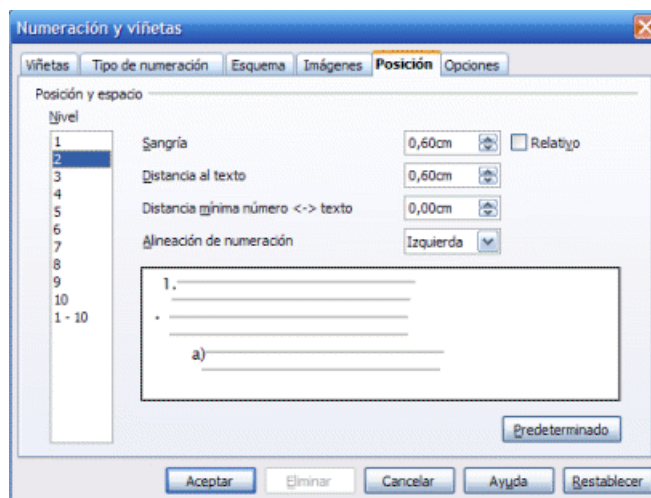 Numeración y viñetas
Viñetas Tipo de numeración Esquema Imágenes Posición Opciones
Posición y espacio
Nivel
1
2
3
4
5
6
7
8
9
10
1 - 10
Sangría 0,60cm Relativo
Distancia al texto 0,60cm
Distancia mínima número <-> texto 0,00cm
Alineación de numeración Izquierda
1.
.
a)
Predeterminado
Aceptar Eliminar Cancelar Ayuda Restablecer